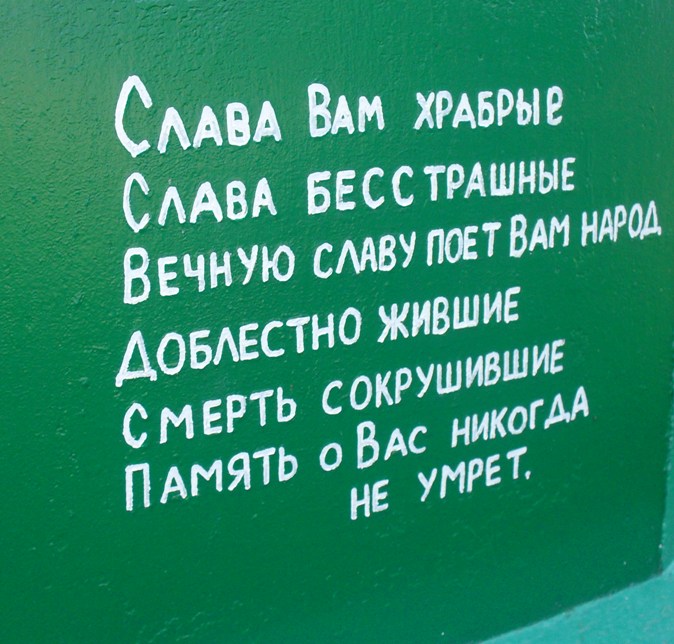 Слава Вам храбрые
Слава бесстрашные
Вечную славу поет Вам народ
Доблестно жившие
Смерть сокрушившие
Память о Вас никогда
не умрет.